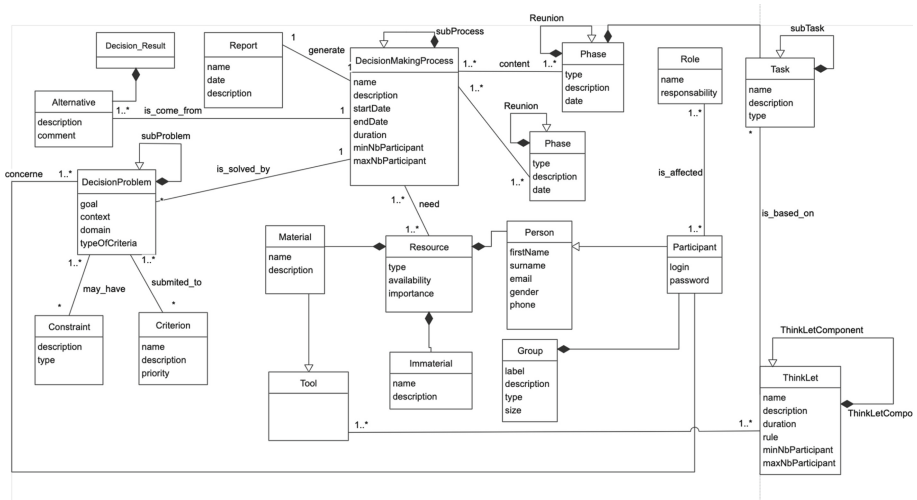 Decision_Result
Alternative
description
comment
1..*
Report
name
date
description
1
generate
1
is_come_from
1
subProcess
DecisionMakingProcess
name
description
startDate
endDate
duration
minNbParticipant
maxNbParticipant
1..*
content
1..*
Reunion
Phase
type
description
date
1..*
Reunion
Phase
type
description
date
1..*
Role
name
responsability
1..*
is_affected
1..*
subTask
Task
name
description
type
*
is_based_on
subProblem
concerne
1..*
DecisionProblem
goal
context
domain
typeOfCriteria
*
is_solved_by
1
1..*
1..*
may_have
submited_to
*
*
Constraint
description
type
Criterion
name
description
priority
1..*
need
1..*
Material
name
description
Resource
type
availability
importance
Person
firstName
surname
email
gender
phone
Participant
login
password
Immaterial
name
description
Group
label
description
type
size
Tool
1..*
1..*
ThinkLetComponent
ThinkLet
name
description
duration
rule
minNbParticipant
maxNbParticipant
ThinkLetCompo